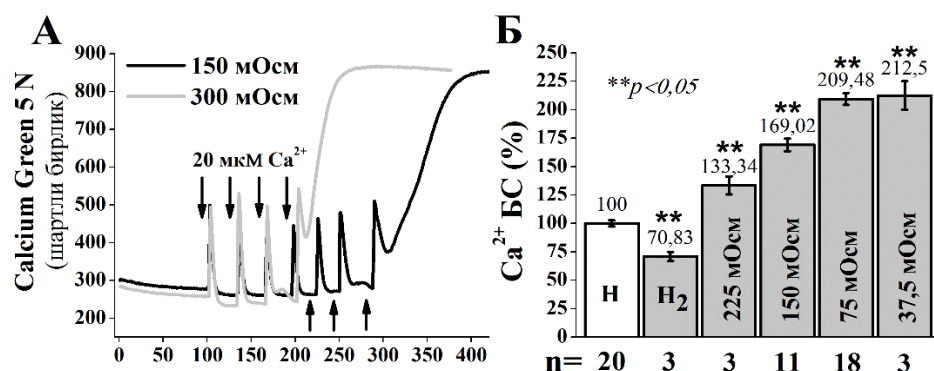 А
Calcium Green 5 N
(шартли бирлик)
900
800
700
600
500
400
300
200
150 мОсм
300 мОсм
20 мкМ Ca²⁺
0 50 100 150 200 250 300 350 400
Б
Ca²⁺ БС (%)
250
225
200
175
150
125
100
75
50
25
0
**p<0,05
100
**
70,83
**
133,34
**
169,02
**
209,48
**
212,5
Н
Н₂
225 мОсм
150 мОсм
75 мОсм
37,5 мОсм
n= 20 3 3 11 18 3